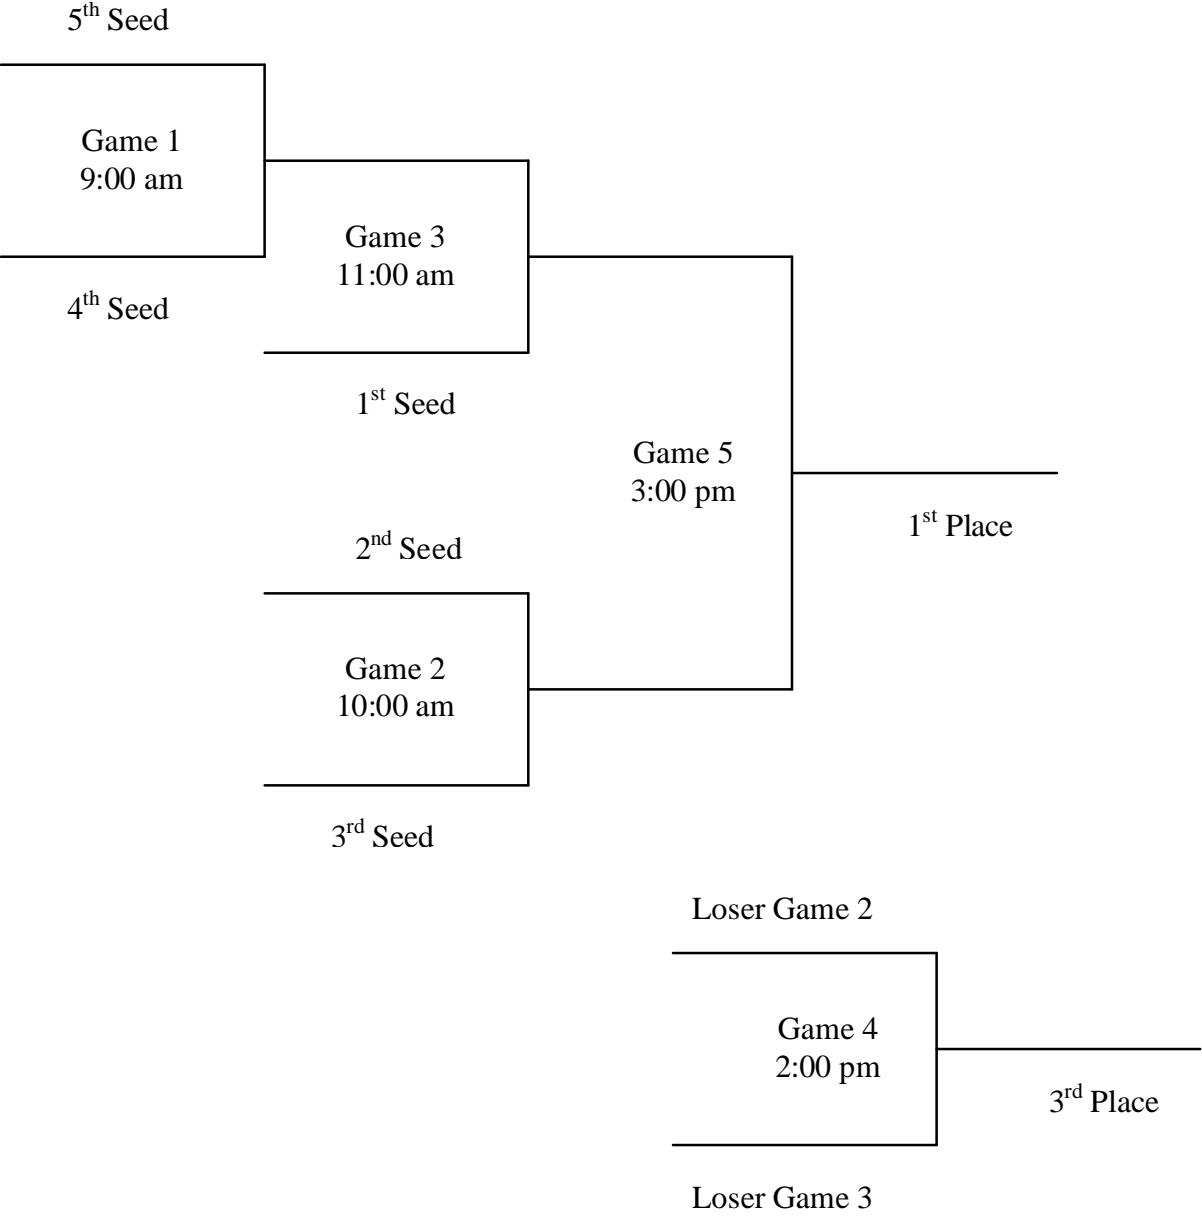 5th Seed
Game 1
9:00 am
4th Seed
Game 3
11:00 am
1st Seed
Game 5
3:00 pm
1st Place
2nd Seed
Game 2
10:00 am
3rd Seed
Loser Game 2
Game 4
2:00 pm
3rd Place
Loser Game 3